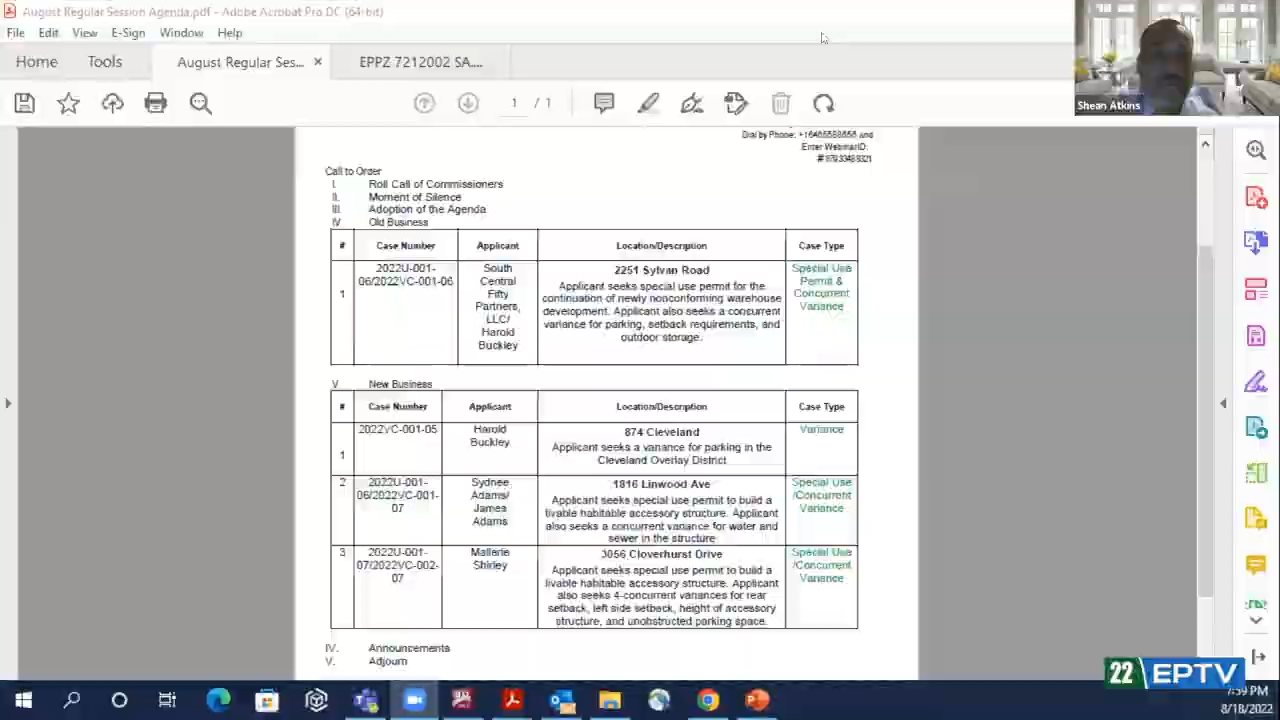 August Regular Session Agenda.pdf - Adobe Acrobat Pro DC (64-bit)
File Edit View E-Sign Window Help
Home Tools August Regular Ses... × EPPZ 7212002 SA....
1 / 1
Shean Atkins
Dial by Phone: +16465588656 and
Enter WebinarID:
Call to Order
I. Roll Call of Commissioners
II. Moment of Silence
III. Adoption of the Agenda
IV Old Business
# Case Number Applicant Location/Description Case Type
1
2022U-001-
06/2022VC-001-06
South
Central
Fifty
Partners,
LLC/
Harold
Buckley
2251 Sylvan Road
Applicant seeks special use permit for the
continuation of newly nonconforming warehouse
development. Applicant also seeks a concurrent
variance for parking, setback requirements, and
outdoor storage.
Special Use
Permit &
Concurrent
Variance
V New Business
# Case Number Applicant Location/Description Case Type
1
2022VC-001-05
Harold
Buckley
874 Cleveland
Applicant seeks a variance for parking in the
Cleveland Overlay District
Variance
2
2022U-001-
06/2022VC-001-
07
Sydnee
Adams/
James
Adams
1816 Linwood Ave
Applicant seeks special use permit to build a
livable habitable accessory structure. Applicant
also seeks a concurrent variance for water and
sewer in the structure
Special Use
/Concurrent
Variance
3
2022U-001-
07/2022VC-002-
07
Mallerie
Shirley
3056 Cloverhurst Drive
Applicant seeks special use permit to build a
livable habitable accessory structure. Applicant
also seeks 4-concurrent variances for rear
setback, left side setback, height of accessory
structure, and unobstructed parking space.
Special Use
/Concurrent
Variance
IV. Announcements
V. Adjourn
22 EPTV
7:59 PM
8/18/2022